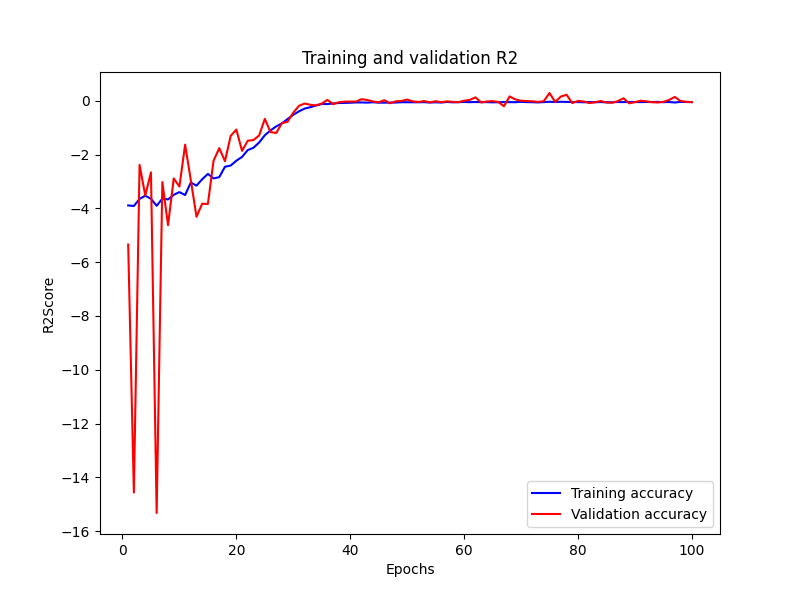 Training and validation R2
R2Score
0
−2
−4
−6
−8
−10
−12
−14
−16
0 20 40 60 80 100
Epochs
Training accuracy
Validation accuracy